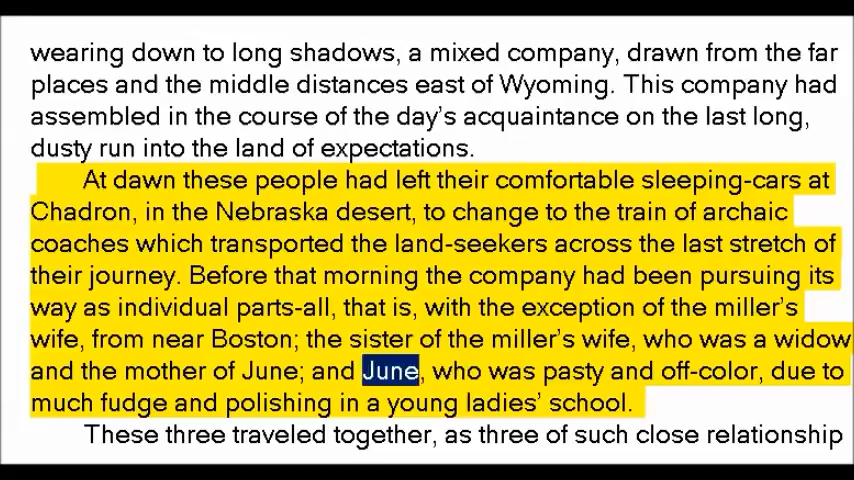 wearing down to long shadows, a mixed company, drawn from the far
places and the middle distances east of Wyoming. This company had
assembled in the course of the day’s acquaintance on the last long,
dusty run into the land of expectations.
At dawn these people had left their comfortable sleeping-cars at
Chadron, in the Nebraska desert, to change to the train of archaic
coaches which transported the land-seekers across the last stretch of
their journey. Before that morning the company had been pursuing its
way as individual parts-all, that is, with the exception of the miller’s
wife, from near Boston; the sister of the miller’s wife, who was a widow
and the mother of June; and June, who was pasty and off-color, due to
much fudge and polishing in a young ladies’ school.
These three traveled together, as three of such close relationship